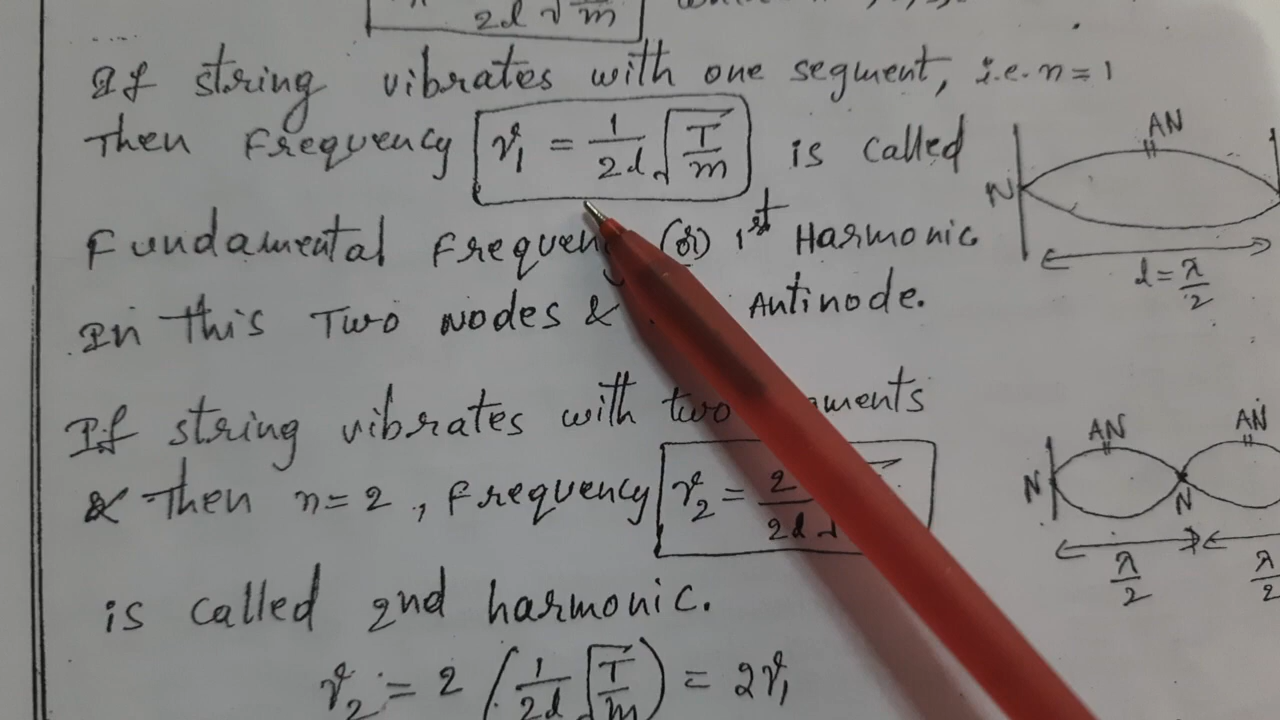 2l √ m
If string vibrates with one segment, i.e. n = 1
Then Frequency ν₁ = 1/2l √T/m is called
Fundamental Frequency (or) 1st Harmonic
In this Two Nodes & Antinode.
AN
N
l = λ/2
If string vibrates with two
& then n = 2, Frequency ν₂ = 2/2l √
is called 2nd harmonic.
ν₂ = 2 (1/2l √T/m) = 2ν₁
AN AN
N N
λ/2 λ/2